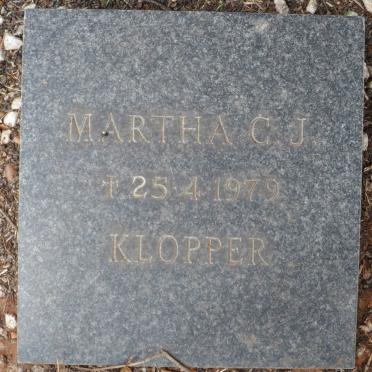 MARTHA C. J.
† 25·4·1979
KLOPPER